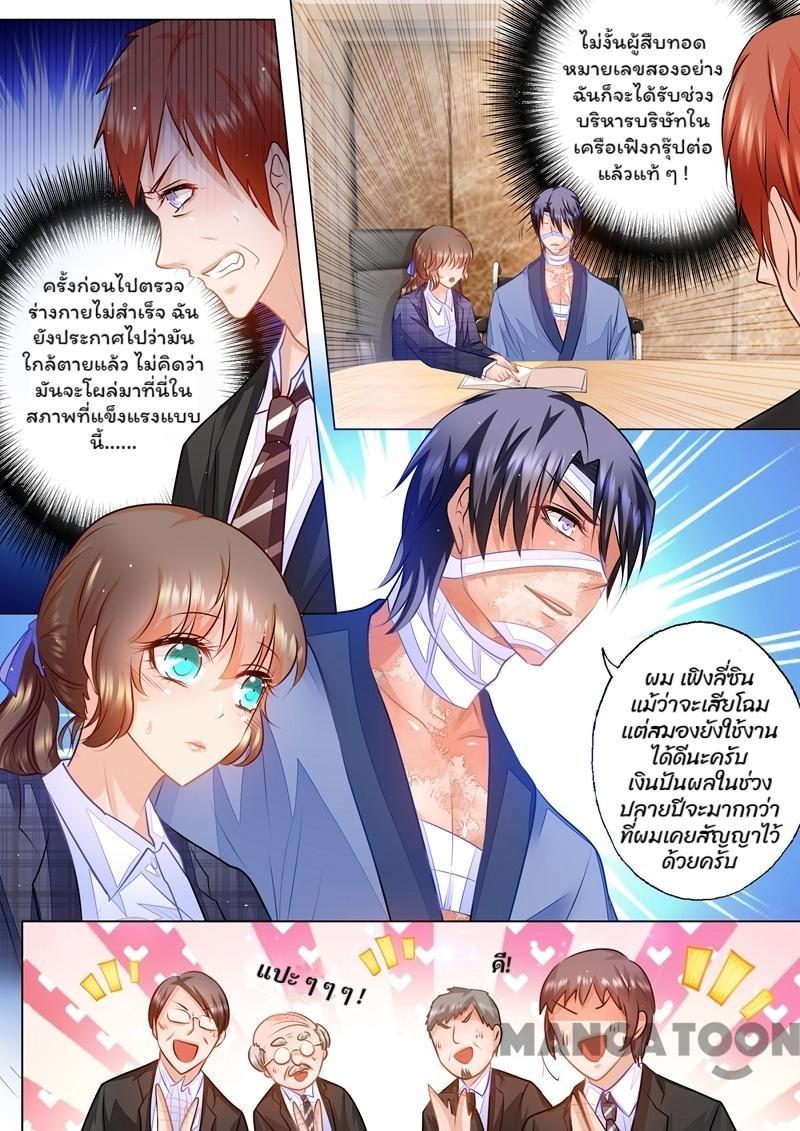 ไม่งั้นผู้สืบทอด
หมายเลขสองอย่าง
ฉันก็จะได้รับช่วง
บริหารบริษัทใน
เครือเฟิงกรุ๊ปต่อ
แล้วแท้ ๆ !
ครั้งก่อนไปตรวจ
ร่างกายไม่สำเร็จ ฉัน
ยังประกาศไปว่ามัน
ใกล้ตายแล้ว ไม่คิดว่า
มันจะโผล่มาที่นี่ใน
สภาพที่แข็งแรงแบบ
นี้......
ผม เฟิงลี่ซิน
แม้ว่าจะเสียโฉม
แต่สมองยังใช้งาน
ได้ดีนะครับ
เงินปันผลในช่วง
ปลายปีจะมากกว่า
ที่ผมเคยสัญญาไว้
ด้วยครับ
แปะ ๆ ๆ ๆ !
ดี!
MANGATOON